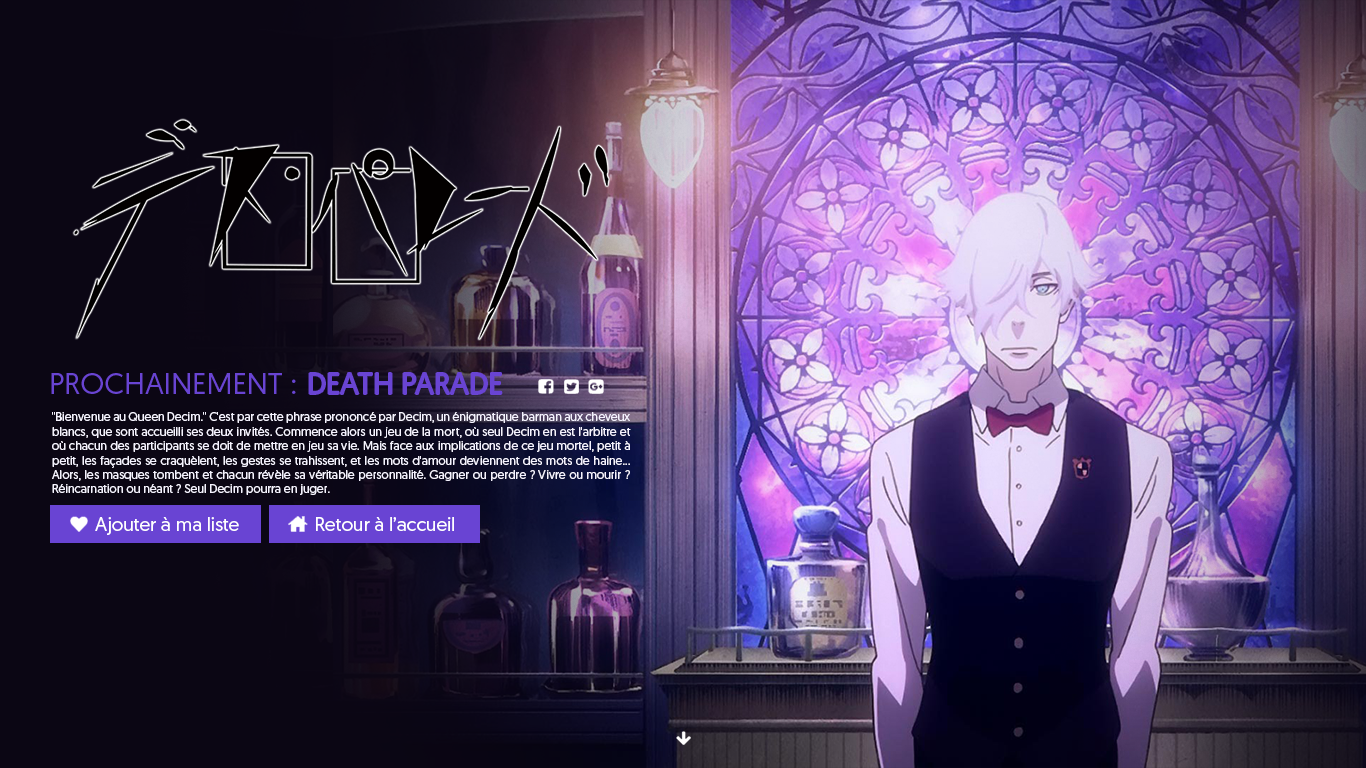 デスパレード
PROCHAINEMENT : DEATH PARADE
"Bienvenue au Queen Decim." C'est par cette phrase prononcé par Decim, un énigmatique barman aux cheveux
blancs, que sont accueilli ses deux invités. Commence alors un jeu de la mort, où seul Decim en est l'arbitre et
où chacun des participants se doit de mettre en jeu sa vie. Mais face aux implications de ce jeu mortel, petit à
petit, les façades se craquèlent, les gestes se trahissent, et les mots d'amour deviennent des mots de haine...
Alors, les masques tombent et chacun révèle sa véritable personnalité. Gagner ou perdre ? Vivre ou mourir ?
Réincarnation ou néant ? Seul Decim pourra en juger.
Ajouter à ma liste
Retour à l'accueil